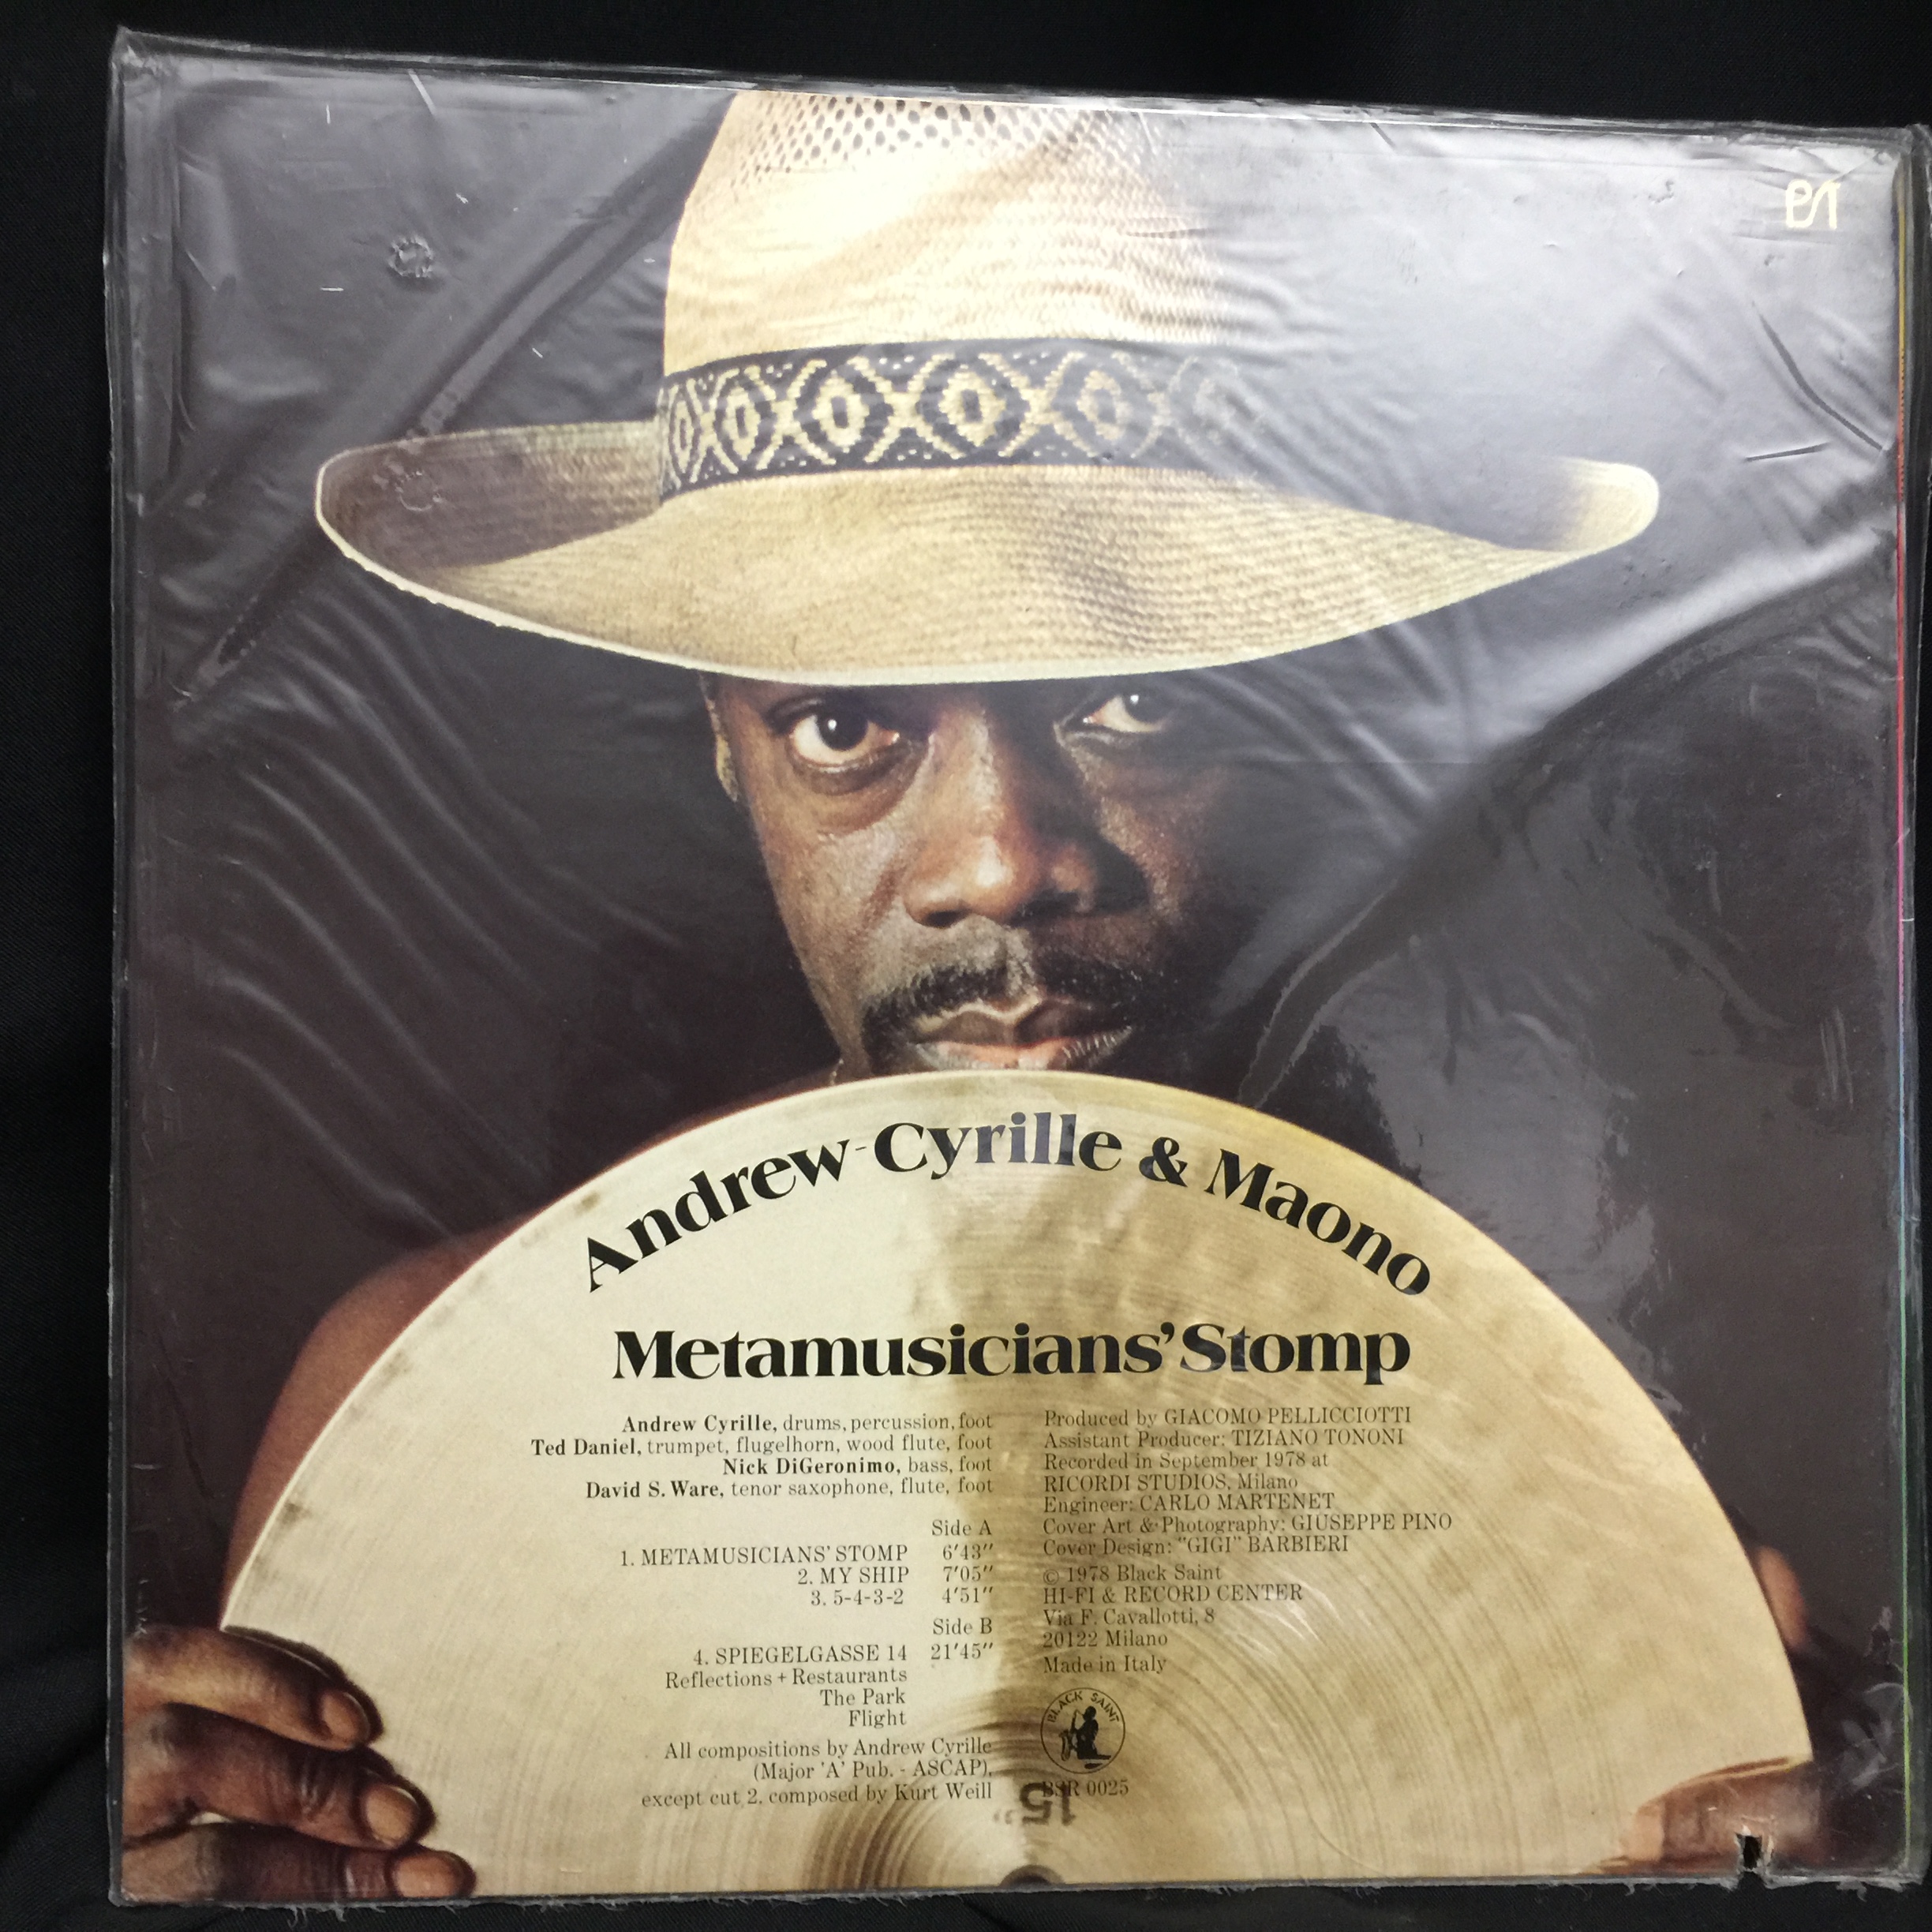 Andrew Cyrille & Maono
Metamusicians' Stomp
Andrew Cyrille, drums, percussion, foot
Ted Daniel, trumpet, flugelhorn, wood flute, foot
Nick DiGeronimo, bass, foot
David S. Ware, tenor saxophone, flute, foot
Side A
1. METAMUSICIANS' STOMP 6'43"
2. MY SHIP 7'05"
3. 5-4-3-2 4'51"
Side B
4. SPIEGELGASSE 14 21'45"
Reflections + Restaurants
The Park
Flight
All compositions by Andrew Cyrille
(Major 'A' Pub. - ASCAP),
except cut 2. composed by Kurt Weill
Produced by GIACOMO PELLICCIOTTI
Assistant Producer: TIZIANO TONONI
Recorded in September 1978 at
RICORDI STUDIOS, Milano
Engineer: CARLO MARTENET
Cover Art & Photography: GIUSEPPE PINO
Cover Design: "GIGI" BARBIERI
© 1978 Black Saint
HI-FI & RECORD CENTER
Via F. Cavallotti, 8
20122 Milano
Made in Italy
BLACK SAINT
BSR 0025
15"